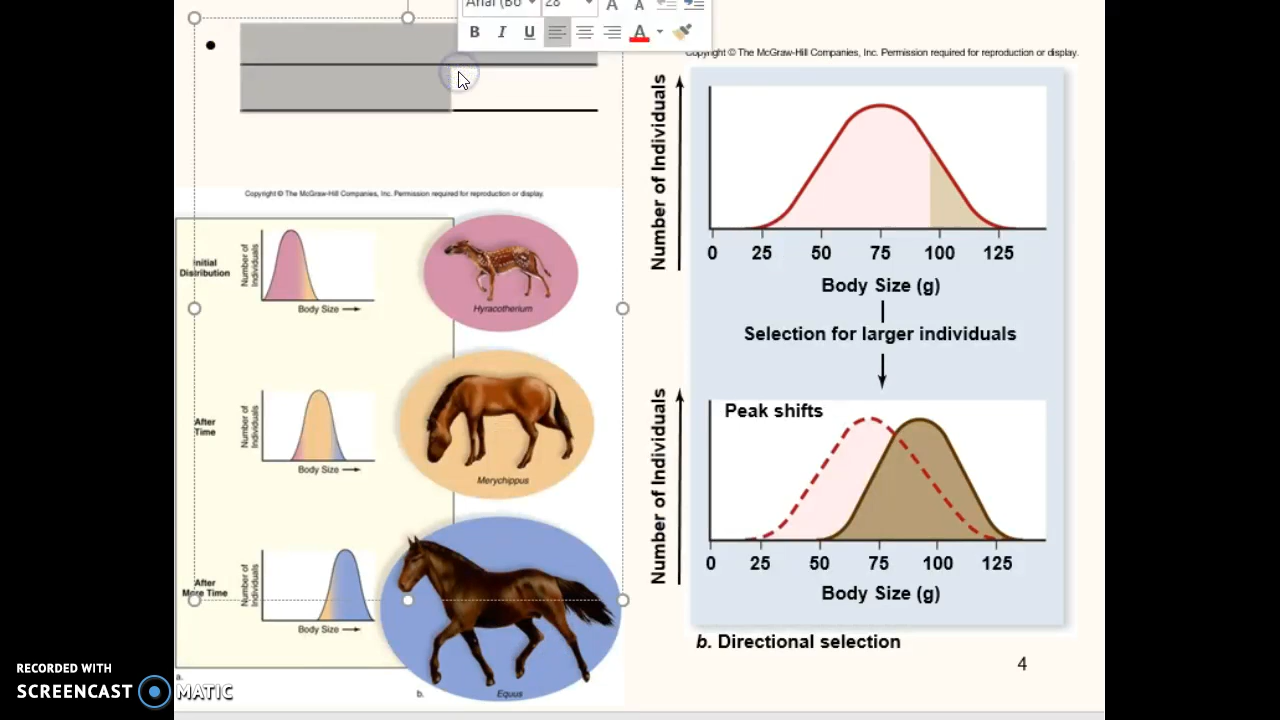 Arial (Bo
28
A A
B I U A
Copyright © The McGraw-Hill Companies, Inc. Permission required for reproduction or display.
Number of Individuals
0 25 50 75 100 125
Body Size (g)
Selection for larger individuals
Peak shifts
Number of Individuals
0 25 50 75 100 125
Body Size (g)
b. Directional selection
4
Copyright © The McGraw-Hill Companies, Inc. Permission required for reproduction or display.
Initial
Distribution
Number of
Individuals
Body Size
Hyracotherium
After
Time
Number of
Individuals
Body Size
Merychippus
After
More Time
Number of
Individuals
Body Size
Equus
a.
b.
RECORDED WITH
SCREENCAST MATIC